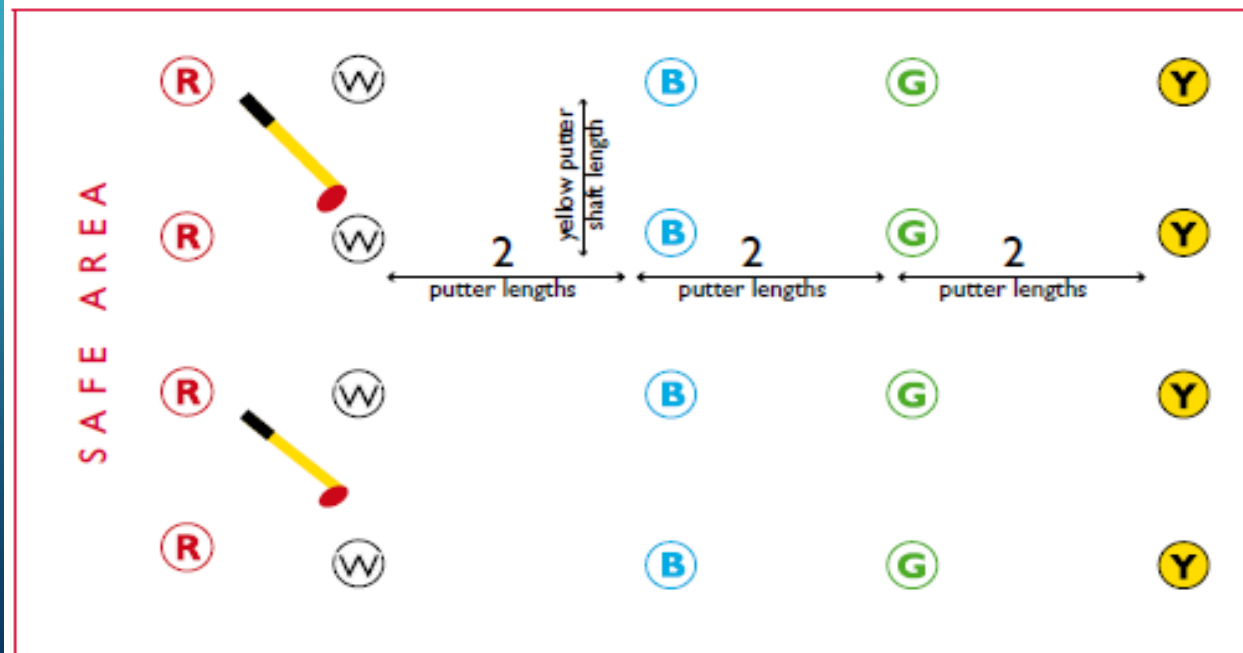 R W B G Y
yellow putter
shaft length
R W B G Y
2 2 2
putter lengths putter lengths putter lengths
SAFE AREA
R W B G Y
R W B G Y